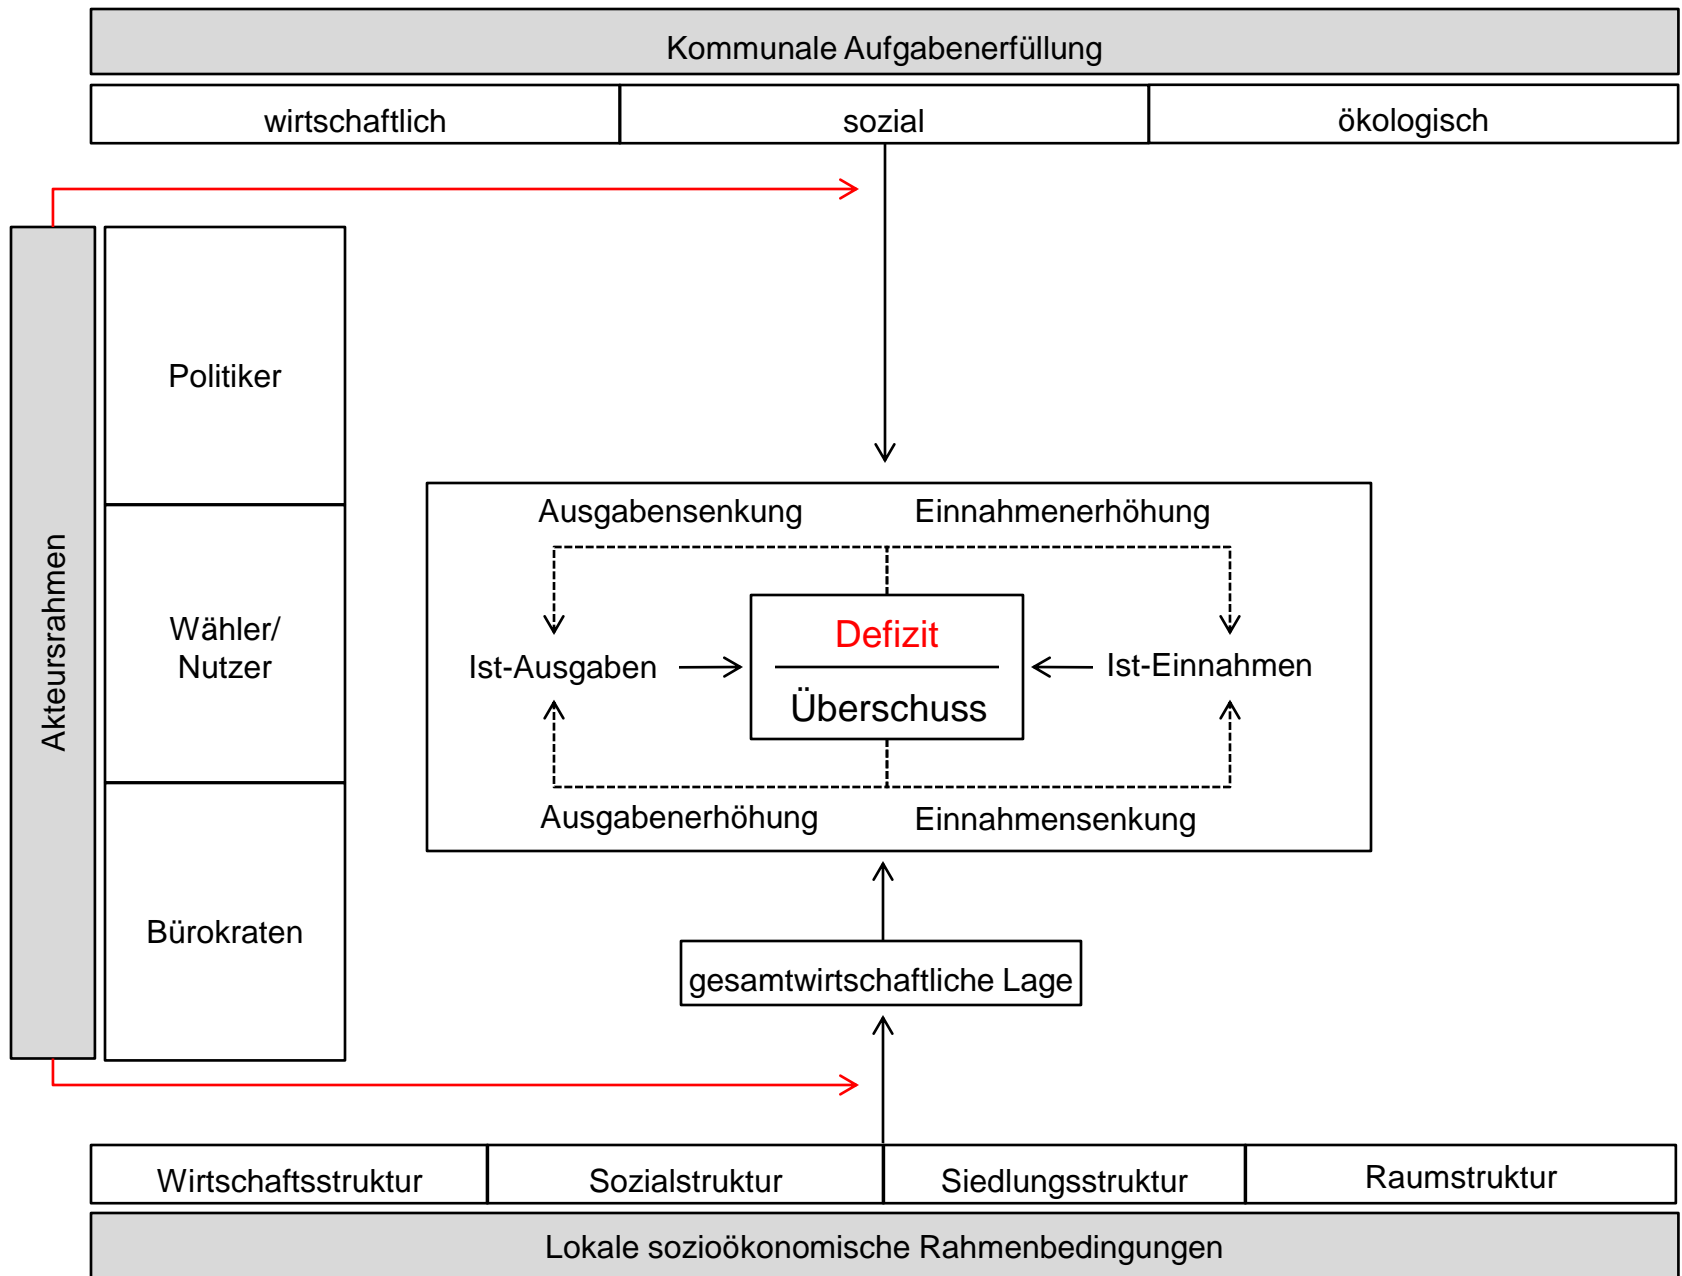 Kommunale Aufgabenerfüllung
wirtschaftlich
sozial
ökologisch
Akteursrahmen
Politiker
Wähler/
Nutzer
Bürokraten
Ausgabensenkung
Einnahmenerhöhung
Ist-Ausgaben
Defizit
Überschuss
Ist-Einnahmen
Ausgabenerhöhung
Einnahmensenkung
gesamtwirtschaftliche Lage
Wirtschaftsstruktur
Sozialstruktur
Siedlungsstruktur
Raumstruktur
Lokale sozioökonomische Rahmenbedingungen